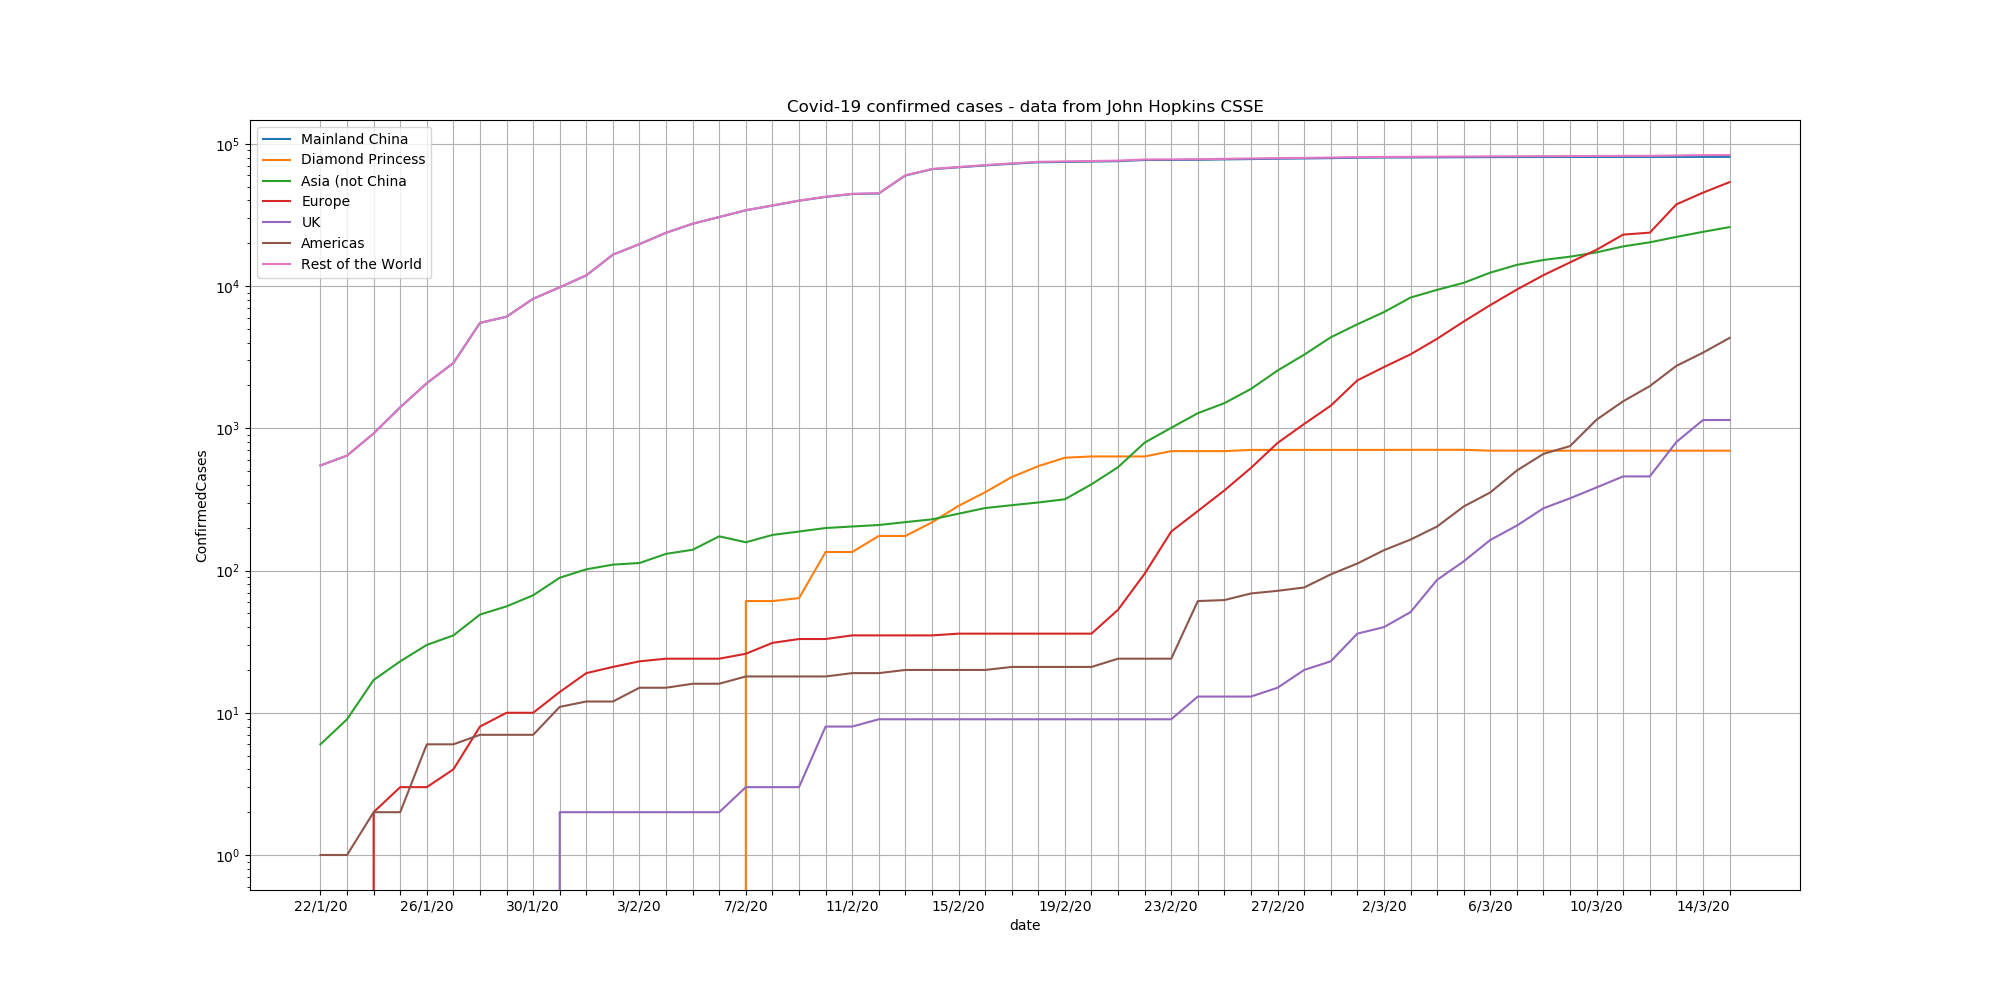 Covid-19 confirmed cases - data from John Hopkins CSSE
Mainland China
Diamond Princess
Asia (not China
Europe
UK
Americas
Rest of the World
ConfirmedCases
10⁵
10⁴
10³
10²
10¹
10⁰
22/1/20 26/1/20 30/1/20 3/2/20 7/2/20 11/2/20 15/2/20 19/2/20 23/2/20 27/2/20 2/3/20 6/3/20 10/3/20 14/3/20
date